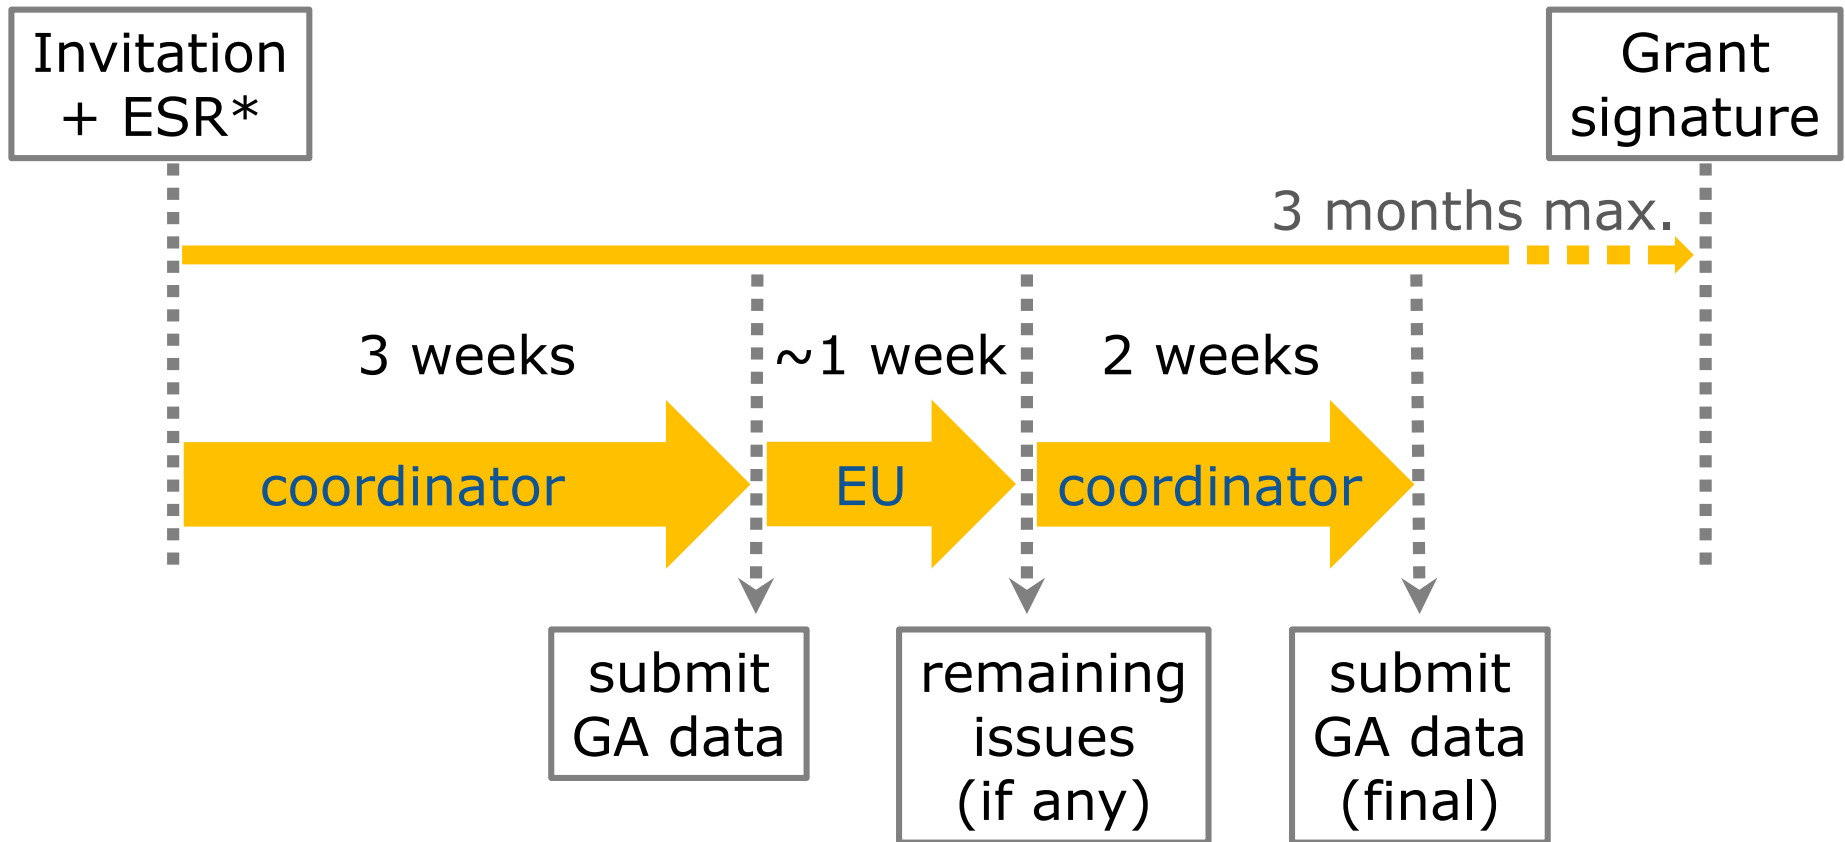 Invitation
+ ESR*
Grant
signature
3 months max.
3 weeks
~1 week
2 weeks
coordinator
EU
coordinator
submit
GA data
remaining
issues
(if any)
submit
GA data
(final)